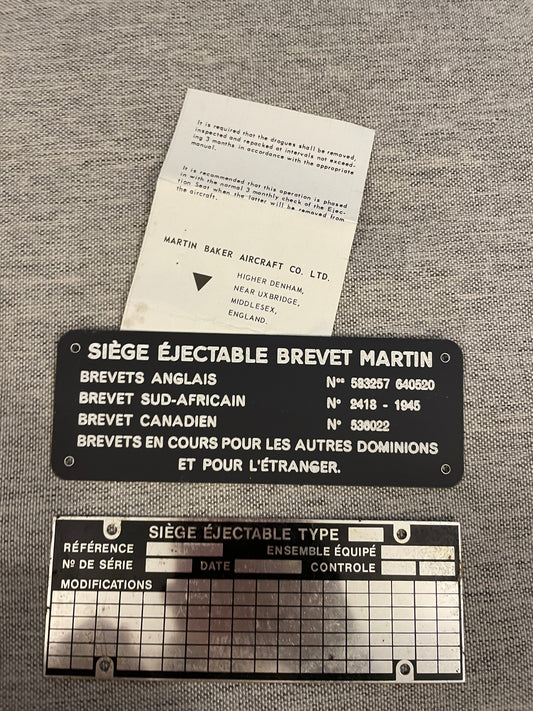 It is required that the drogues shall be removed,
inspected and repacked at intervals not exceed-
ing 3 months in accordance with the appropriate
manual.
It is recommended that this operation is phased
in with the normal 3 monthly check of the Ejec-
tion Seat when the latter will be removed from
the aircraft.
MARTIN BAKER AIRCRAFT CO. LTD.
HIGHER DENHAM,
NEAR UXBRIDGE,
MIDDLESEX,
ENGLAND.
SIÈGE ÉJECTABLE BREVET MARTIN
BREVETS ANGLAIS Nos 583257 640520
BREVET SUD-AFRICAIN No 2418 - 1945
BREVET CANADIEN No 536022
BREVETS EN COURS POUR LES AUTRES DOMINIONS
ET POUR L'ÉTRANGER.
SIÈGE ÉJECTABLE TYPE
RÉFÉRENCE ENSEMBLE ÉQUIPÉ
No DE SÉRIE DATE CONTROLE
MODIFICATIONS